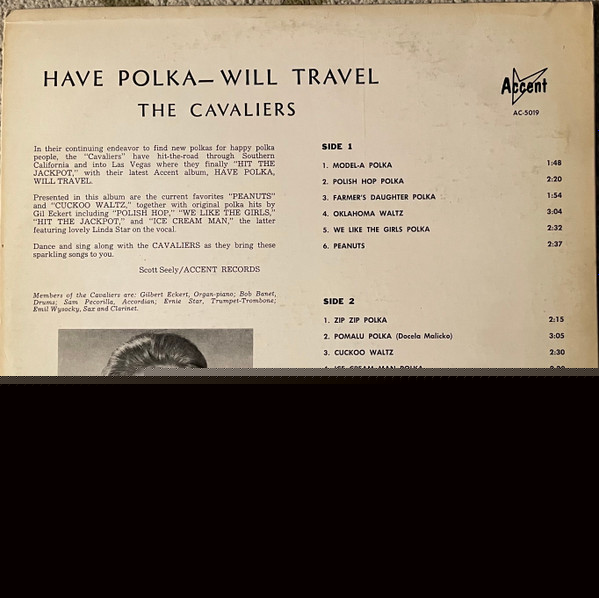 HAVE POLKA—WILL TRAVEL
THE CAVALIERS
Accent
AC-5019
In their continuing endeavor to find new polkas for happy polka
people, the "Cavaliers" have hit-the-road through Southern
California and into Las Vegas where they finally "HIT THE
JACKPOT," with their latest Accent album, HAVE POLKA,
WILL TRAVEL.
Presented in this album are the current favorites "PEANUTS"
and "CUCKOO WALTZ," together with original polka hits by
Gil Eckert including "POLISH HOP," "WE LIKE THE GIRLS,"
"HIT THE JACKPOT," and "ICE CREAM MAN," the latter
featuring lovely Linda Star on the vocal.
Dance and sing along with the CAVALIERS as they bring these
sparkling songs to you.
Scott Seely/ACCENT RECORDS
Members of the Cavaliers are: Gilbert Eckert, Organ-piano; Bob Banet,
Drums; Sam Pecorilla, Accordian; Ernie Star, Trumpet-Trombone;
Emil Wysocky, Sax and Clarinet.
SIDE 1
1. MODEL-A POLKA 1:48
2. POLISH HOP POLKA 2:20
3. FARMER'S DAUGHTER POLKA 1:54
4. OKLAHOMA WALTZ 3:04
5. WE LIKE THE GIRLS POLKA 2:32
6. PEANUTS 2:37
SIDE 2
1. ZIP ZIP POLKA 2:15
2. POMALU POLKA (Docela Malicko) 3:05
3. CUCKOO WALTZ 2:30
4. ICE CREAM MAN POLKA